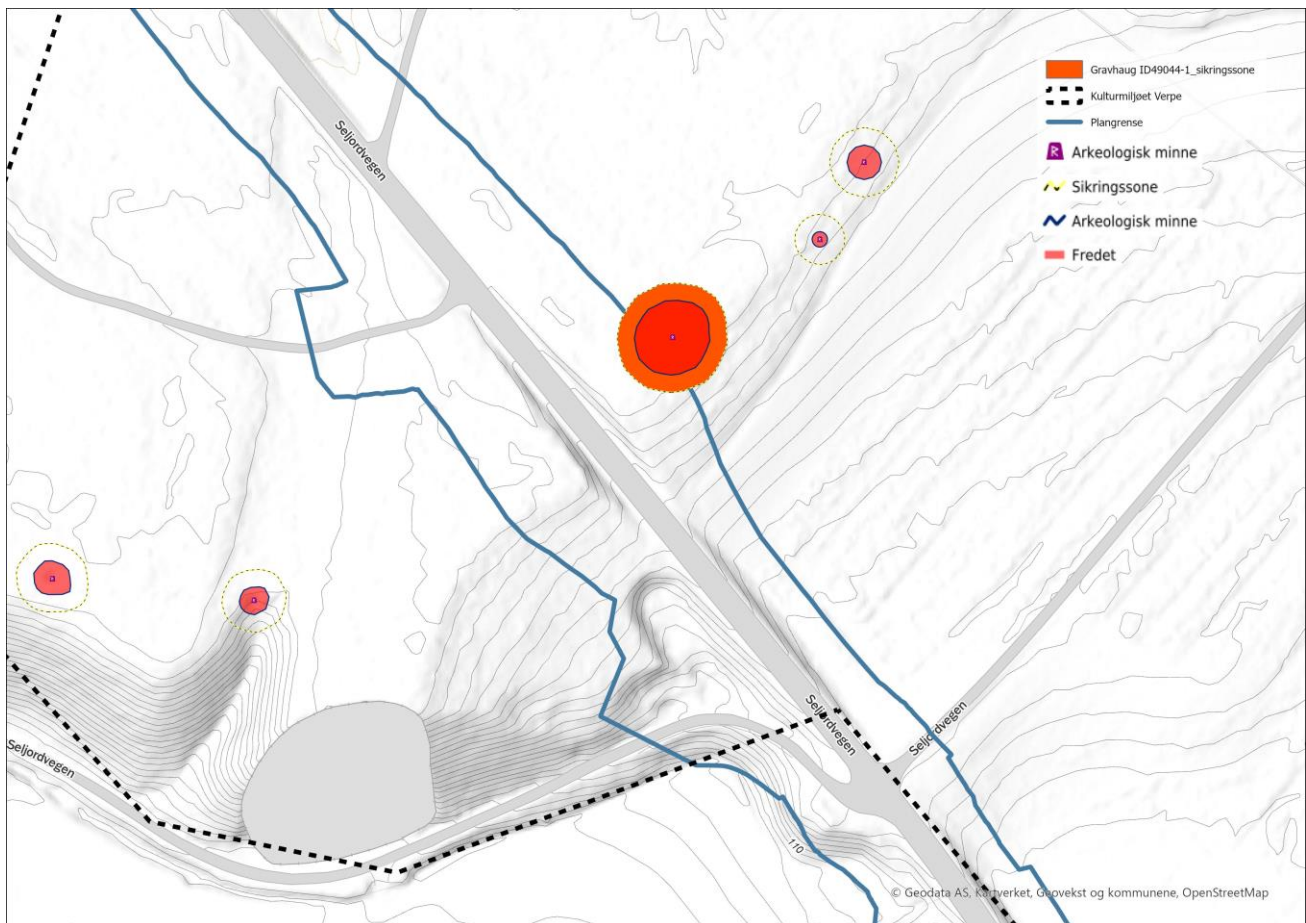 Gravhaug ID49044-1_sikringssone
Kulturmiljøet Verpe
Plangrense
R Arkeologisk minne
Sikringssone
Arkeologisk minne
Fredet
Seljordvegen
Seljordvegen
Seljordvegen
Seljordvegen
110
© Geodata AS, Kartverket, Geovekst og kommunene, OpenStreetMap